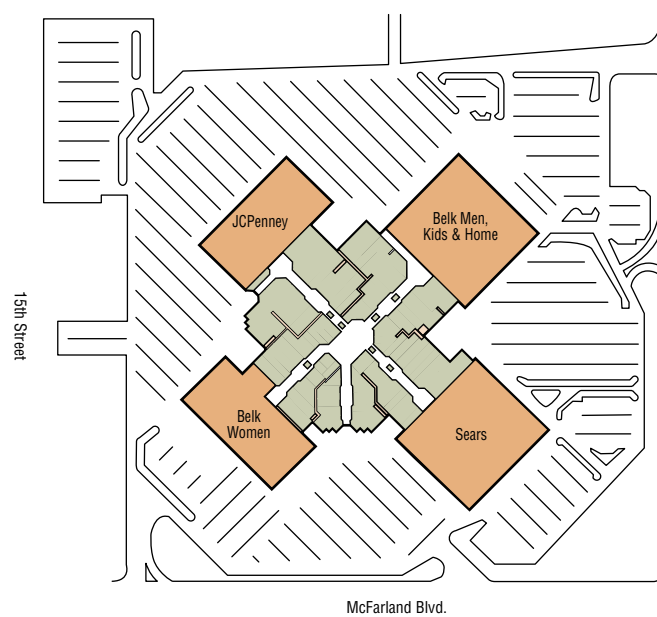 JCPenney
Belk Men,
Kids & Home
15th Street
Belk
Women
Sears
McFarland Blvd.